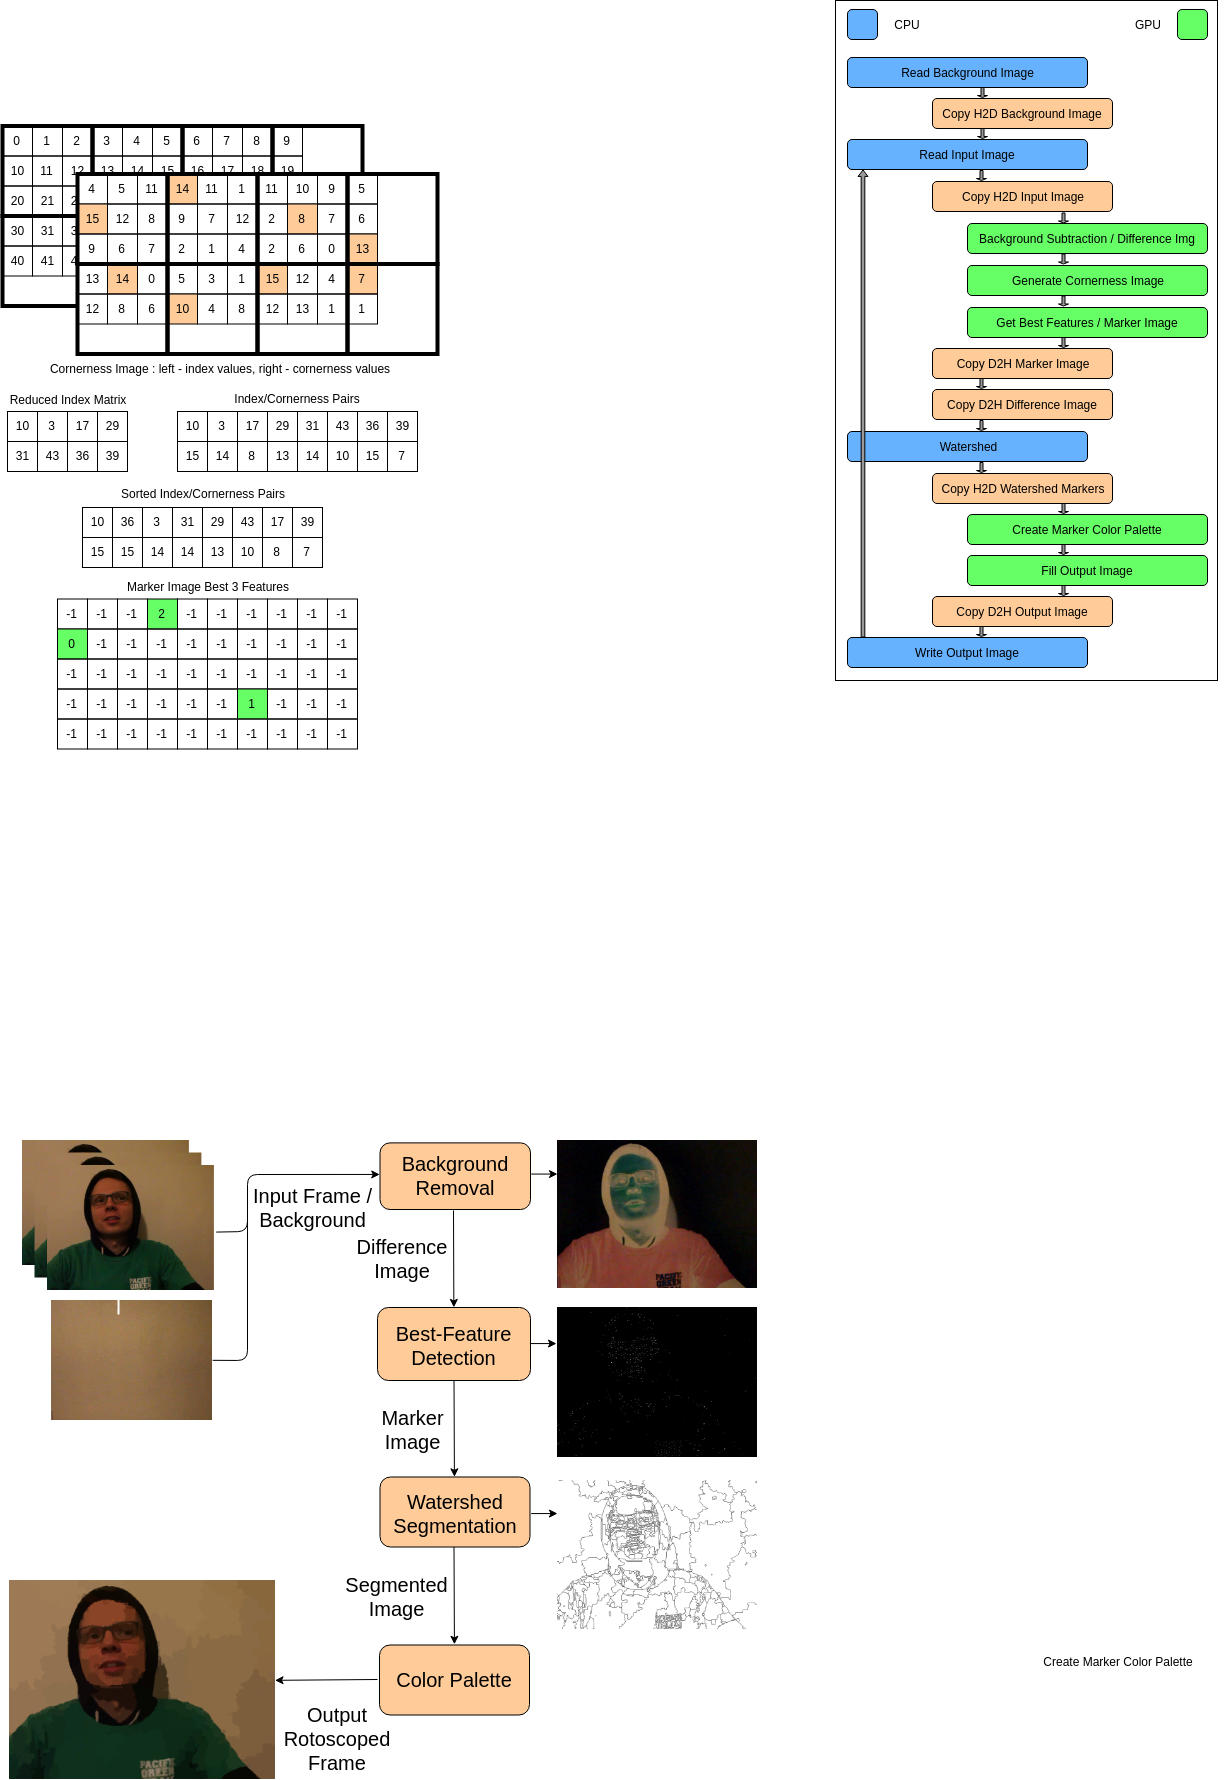 CPU
GPU
Read Background Image
Copy H2D Background Image
Read Input Image
Copy H2D Input Image
Background Subtraction / Difference Img
Generate Cornerness Image
Get Best Features / Marker Image
Copy D2H Marker Image
Copy D2H Difference Image
Watershed
Copy H2D Watershed Markers
Create Marker Color Palette
Fill Output Image
Copy D2H Output Image
Write Output Image
0 1 2 3 4 5 6 7 8 9
10 11 12 13 14 15 16 17 18 19
20 21
30 31
40 41
4 5 11 14 11 1 11 10 9 5
15 12 8 9 7 12 2 8 7 6
9 6 7 2 1 4 2 6 0 13
13 14 0 5 3 1 15 12 4 7
12 8 6 10 4 8 12 13 1 1
Cornerness Image : left - index values, right - cornerness values
Reduced Index Matrix
10 3 17 29
31 43 36 39
Index/Cornerness Pairs
10 3 17 29 31 43 36 39
15 14 8 13 14 10 15 7
Sorted Index/Cornerness Pairs
10 36 3 31 29 43 17 39
15 15 14 14 13 10 8 7
Marker Image Best 3 Features
-1 -1 -1 2 -1 -1 -1 -1 -1 -1
0 -1 -1 -1 -1 -1 -1 -1 -1 -1
-1 -1 -1 -1 -1 -1 -1 -1 -1 -1
-1 -1 -1 -1 -1 -1 1 -1 -1 -1
-1 -1 -1 -1 -1 -1 -1 -1 -1 -1
Input Frame /
Background
Background
Removal
Difference
Image
Best-Feature
Detection
Marker
Image
Watershed
Segmentation
Segmented
Image
Color Palette
Output
Rotoscoped
Frame
PACIFIC
GREEN
PACIFIC
GREEN
Create Marker Color Palette